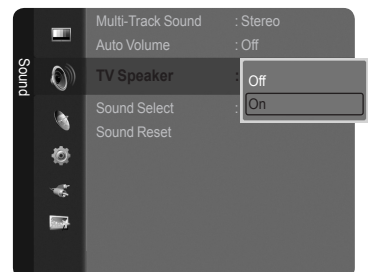 Sound
Multi-Track Sound : Stereo
Auto Volume : Off
TV Speaker :
Off
On
Sound Select :
Sound Reset